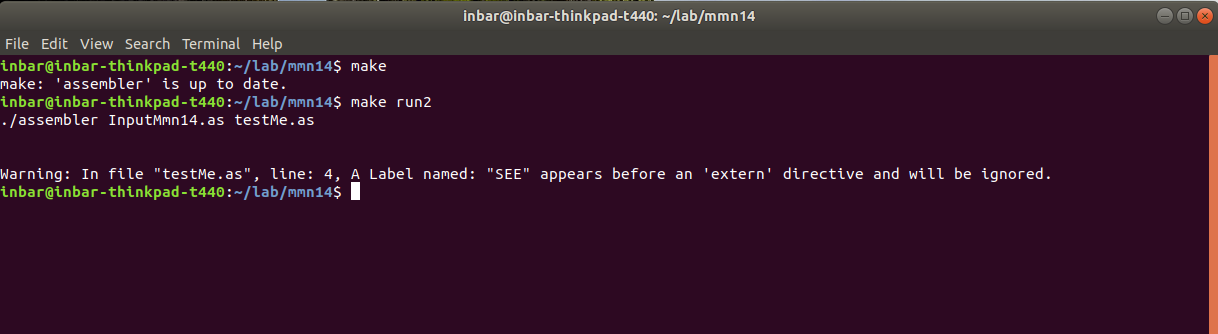 inbar@inbar-thinkpad-t440: ~/lab/mmn14
File Edit View Search Terminal Help
inbar@inbar-thinkpad-t440:~/lab/mmn14$ make
make: 'assembler' is up to date.
inbar@inbar-thinkpad-t440:~/lab/mmn14$ make run2
./assembler InputMmn14.as testMe.as
Warning: In file "testMe.as", line: 4, A Label named: "SEE" appears before an 'extern' directive and will be ignored.
inbar@inbar-thinkpad-t440:~/lab/mmn14$